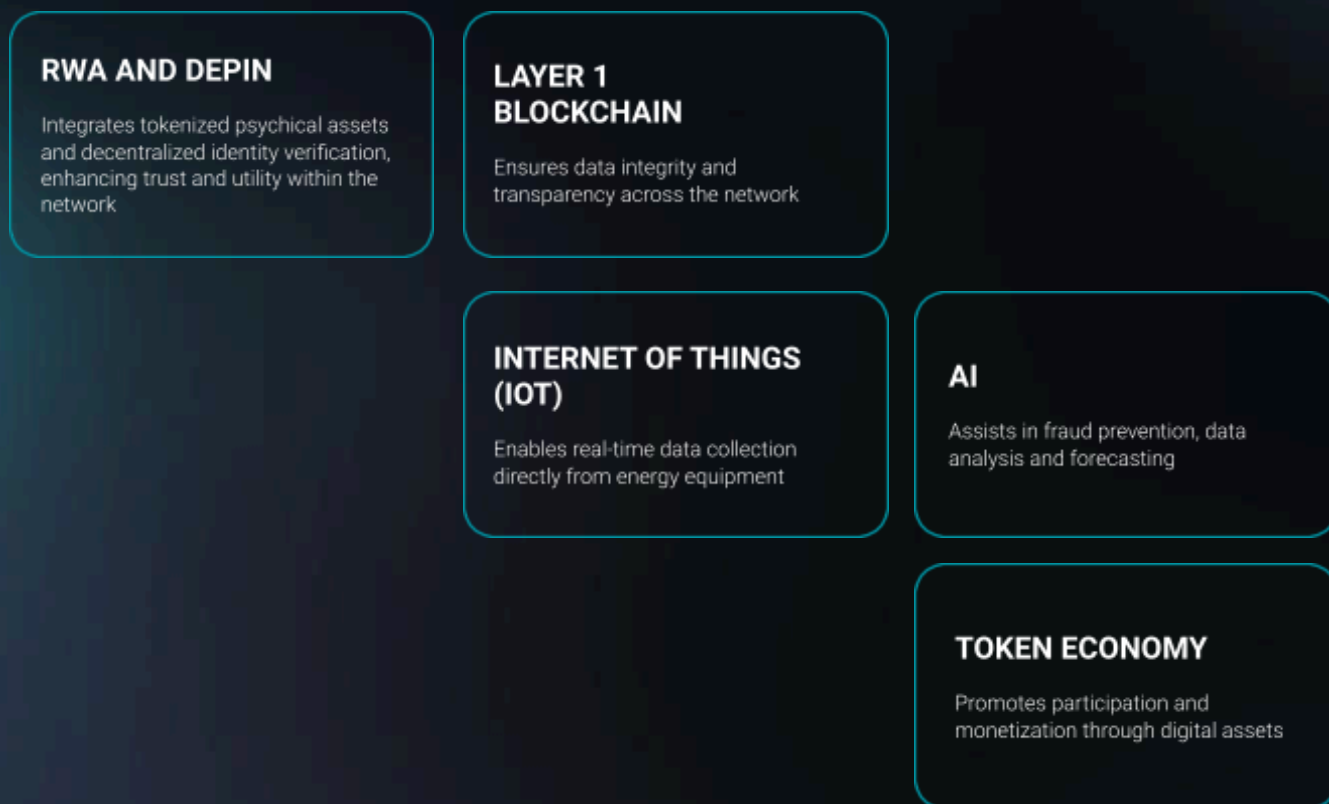 RWA AND DEPIN
Integrates tokenized psychical assets
and decentralized identity verification,
enhancing trust and utility within the
network
LAYER 1
BLOCKCHAIN
Ensures data integrity and
transparency across the network
INTERNET OF THINGS
(IOT)
Enables real-time data collection
directly from energy equipment
AI
Assists in fraud prevention, data
analysis and forecasting
TOKEN ECONOMY
Promotes participation and
monetization through digital assets